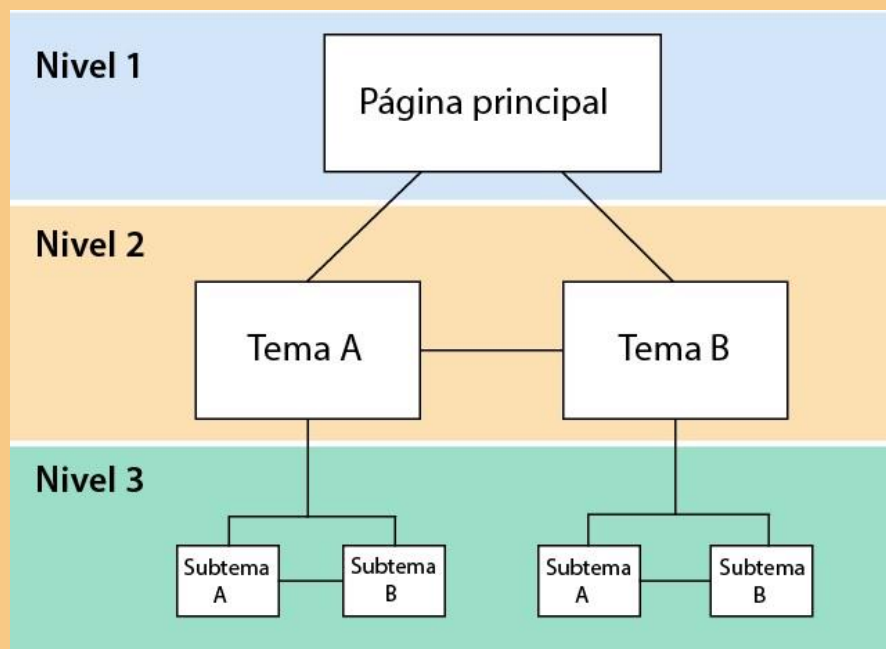 Nivel 1
Página principal
Nivel 2
Tema A
Tema B
Nivel 3
Subtema
A
Subtema
B
Subtema
A
Subtema
B